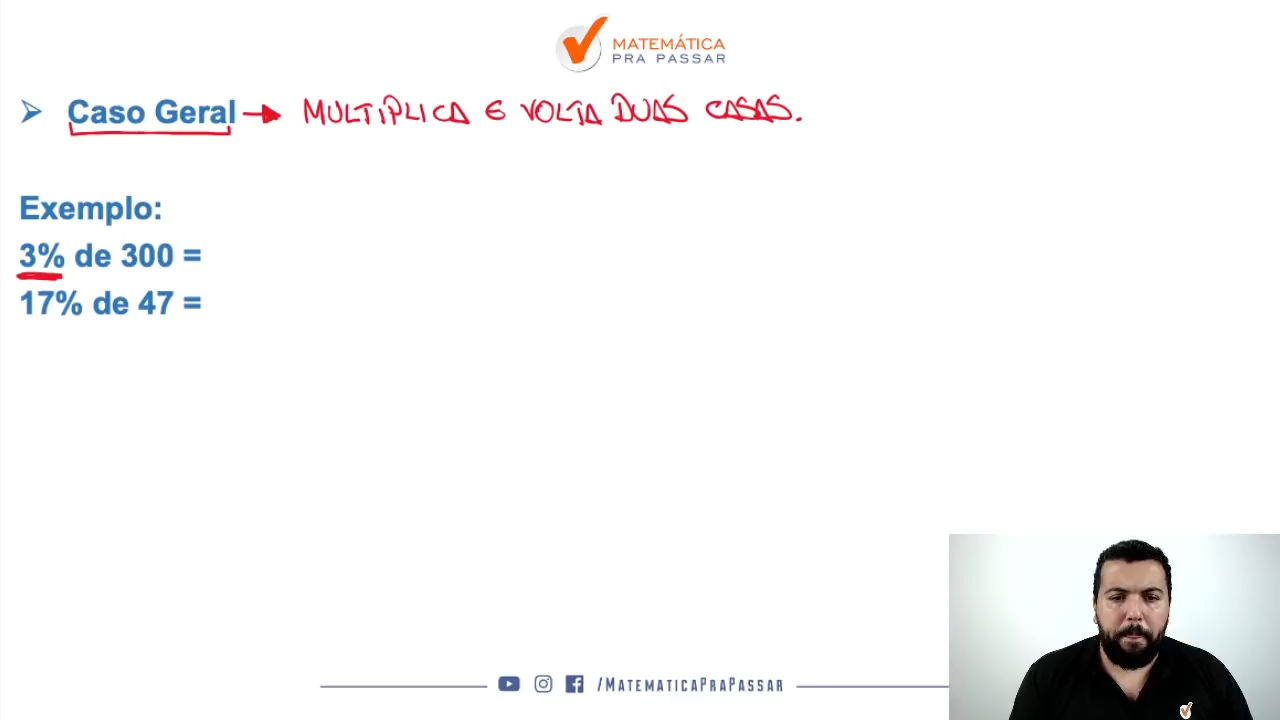 MATEMÁTICA
PRA PASSAR
➢ Caso Geral → MULTIPLICA E VOLTA DUAS CASAS.
Exemplo:
3% de 300 =
17% de 47 =
/MATEMATICAPRAPASSAR